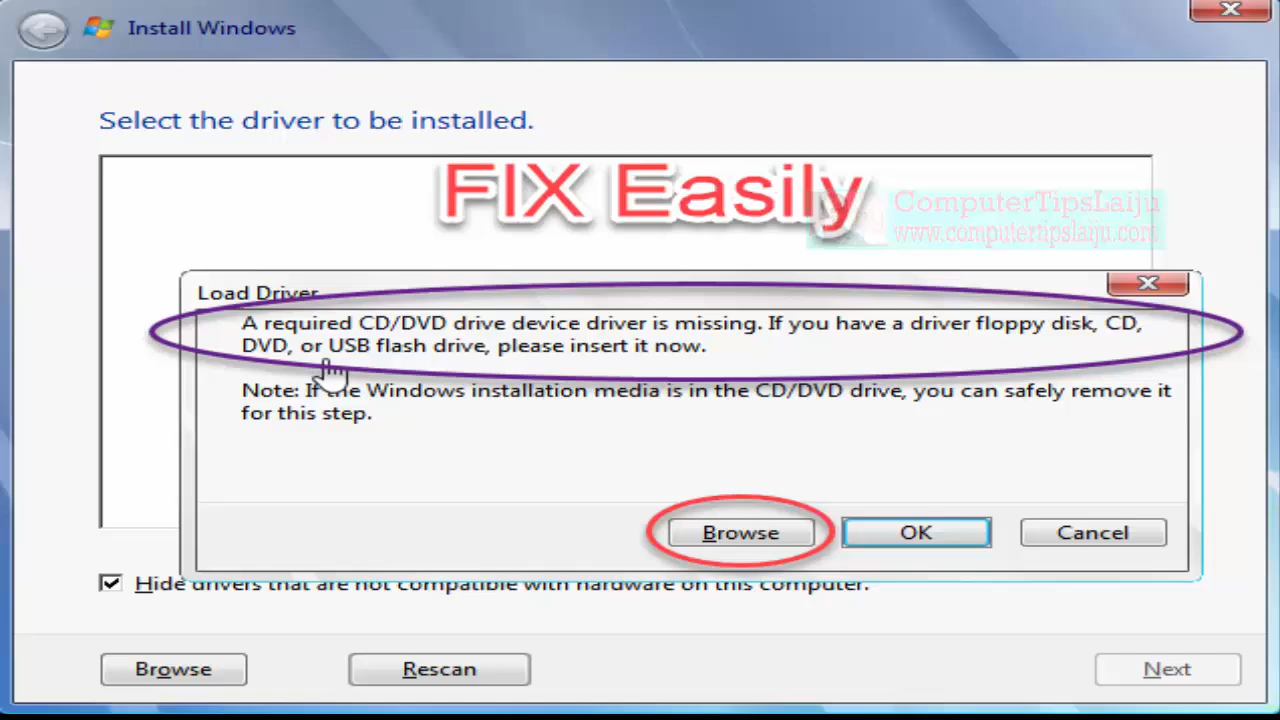 Install Windows
Select the driver to be installed.
FIX Easily
ComputerTipsLaiju
www.computertipslaiju.com
Load Driver
A required CD/DVD drive device driver is missing. If you have a driver floppy disk, CD,
DVD, or USB flash drive, please insert it now.
Note: If the Windows installation media is in the CD/DVD drive, you can safely remove it
for this step.
Browse OK Cancel
Hide drivers that are not compatible with hardware on this computer.
Browse Rescan Next